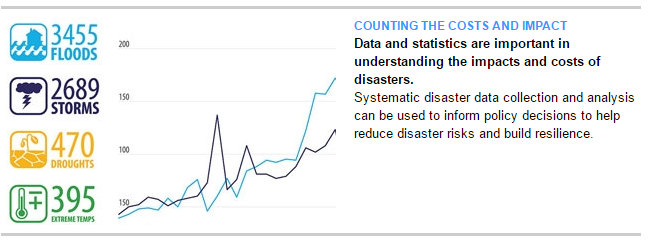 3455
FLOODS
2689
STORMS
470
DROUGHTS
395
EXTREME TEMPS
200
150
100
150
COUNTING THE COSTS AND IMPACT
Data and statistics are important in
understanding the impacts and costs of
disasters.
Systematic disaster data collection and analysis
can be used to inform policy decisions to help
reduce disaster risks and build resilience.